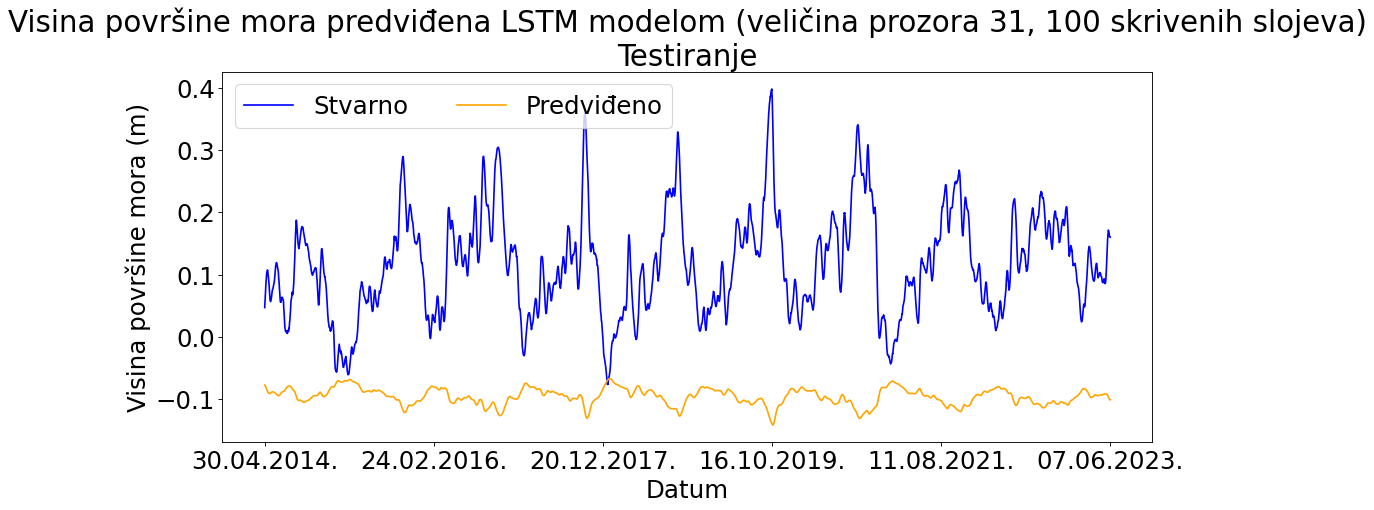 Visina površine mora predviđena LSTM modelom (veličina prozora 31, 100 skrivenih slojeva)
Testiranje
Stvarno Predviđeno
Visina površine mora (m)
0.4
0.3
0.2
0.1
0.0
−0.1
30.04.2014. 24.02.2016. 20.12.2017. 16.10.2019. 11.08.2021. 07.06.2023.
Datum